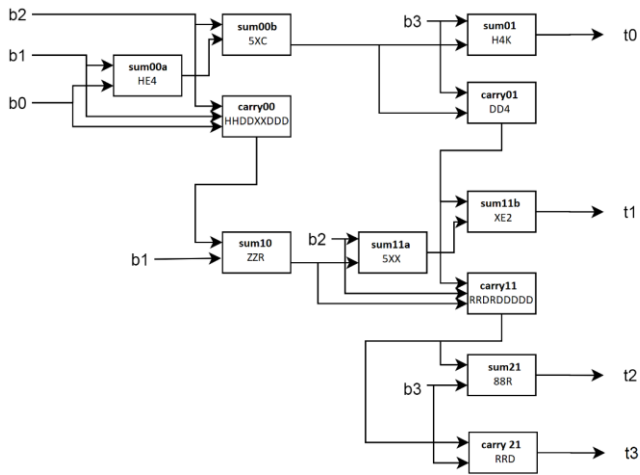 b2
b1
b0
sum00a
HE4
sum00b
5XC
carry00
HHDDXXDDD
b3
sum01
H4K
t0
carry01
DD4
b1
sum10
ZZR
b2
sum11a
5XX
sum11b
XE2
t1
carry11
RRDRDDDDD
b3
sum21
88R
t2
carry 21
RRD
t3